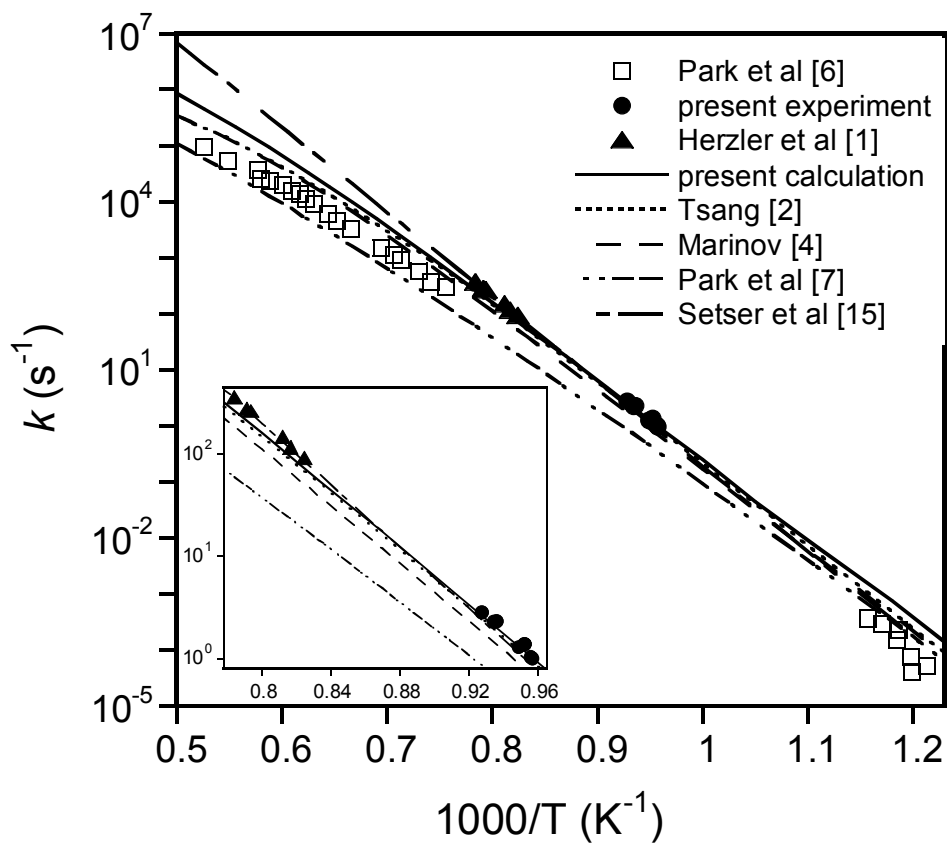 10^7
10^4
10^1
10^-2
10^-5
k (s^-1)
Park et al [6]
present experiment
Herzler et al [1]
present calculation
Tsang [2]
Marinov [4]
Park et al [7]
Setser et al [15]
10^2
10^1
10^0
0.8 0.84 0.88 0.92 0.96
0.5 0.6 0.7 0.8 0.9 1 1.1 1.2
1000/T (K^-1)